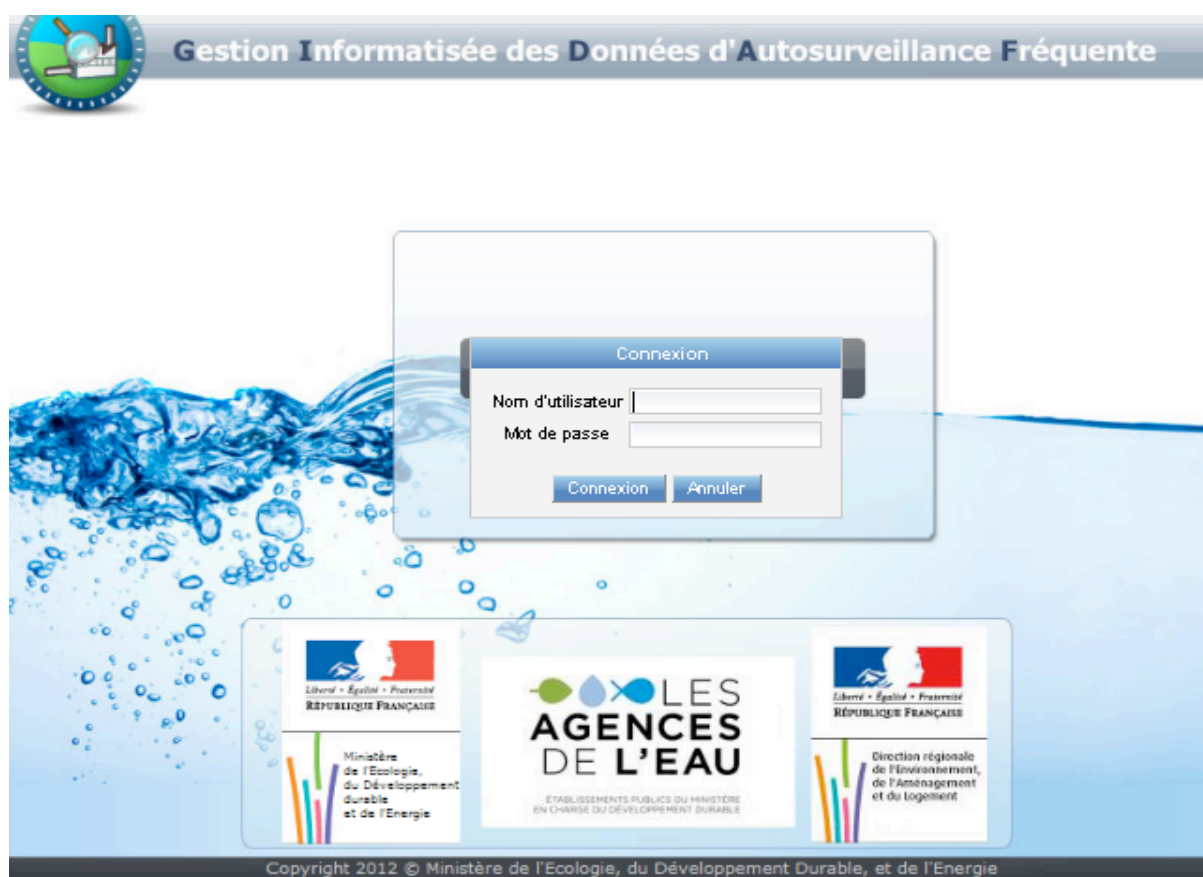 Gestion Informatisée des Données d'Autosurveillance Fréquente
Connexion
Nom d'utilisateur
Mot de passe
Connexion
Annuler
Liberté • Égalité • Fraternité
RÉPUBLIQUE FRANÇAISE
Ministère
de l'Ecologie,
du Développement
durable
et de l'Energie
LES
AGENCES
DE L'EAU
ÉTABLISSEMENTS PUBLICS DU MINISTÈRE
EN CHARGE DU DÉVELOPPEMENT DURABLE
Liberté • Égalité • Fraternité
RÉPUBLIQUE FRANÇAISE
Direction régionale
de l'Environnement,
de l'Aménagement
et du Logement
Copyright 2012 © Ministère de l'Ecologie, du Développement Durable, et de l'Energie